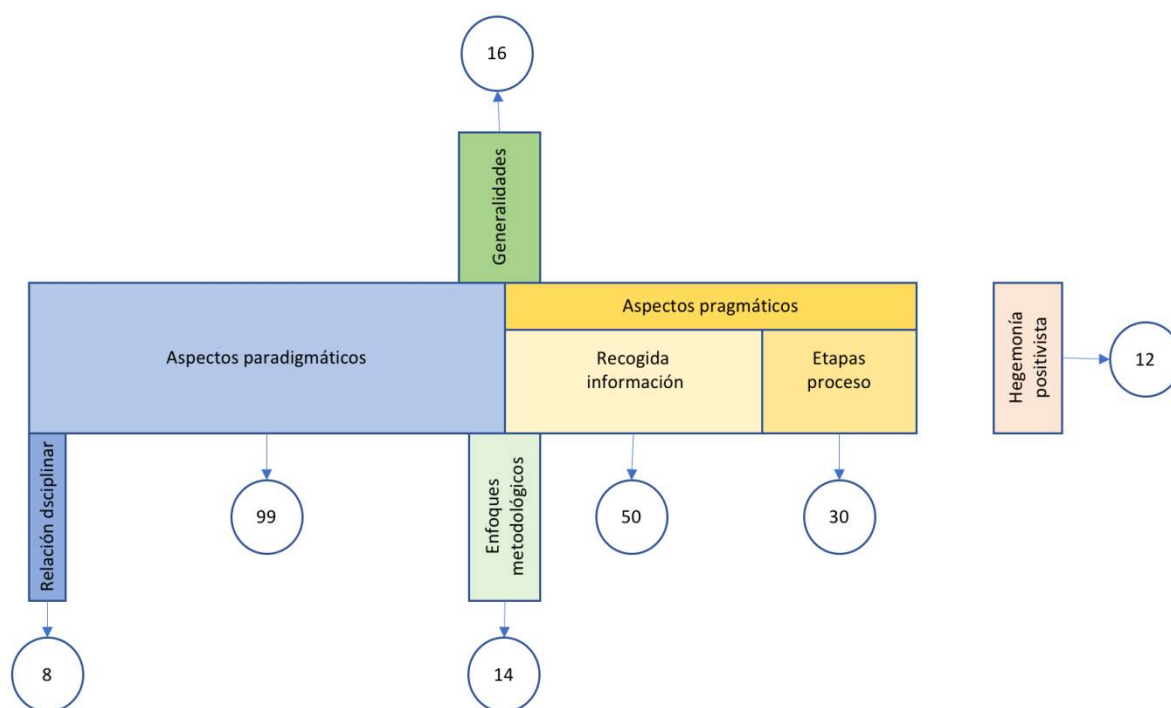 16
Generalidades
Aspectos pragmáticos
Aspectos paradigmáticos
Recogida
información
Etapas
proceso
Hegemonía
positivista
12
Relación dsciplinar
99
Enfoques
metodológicos
50
30
8
14